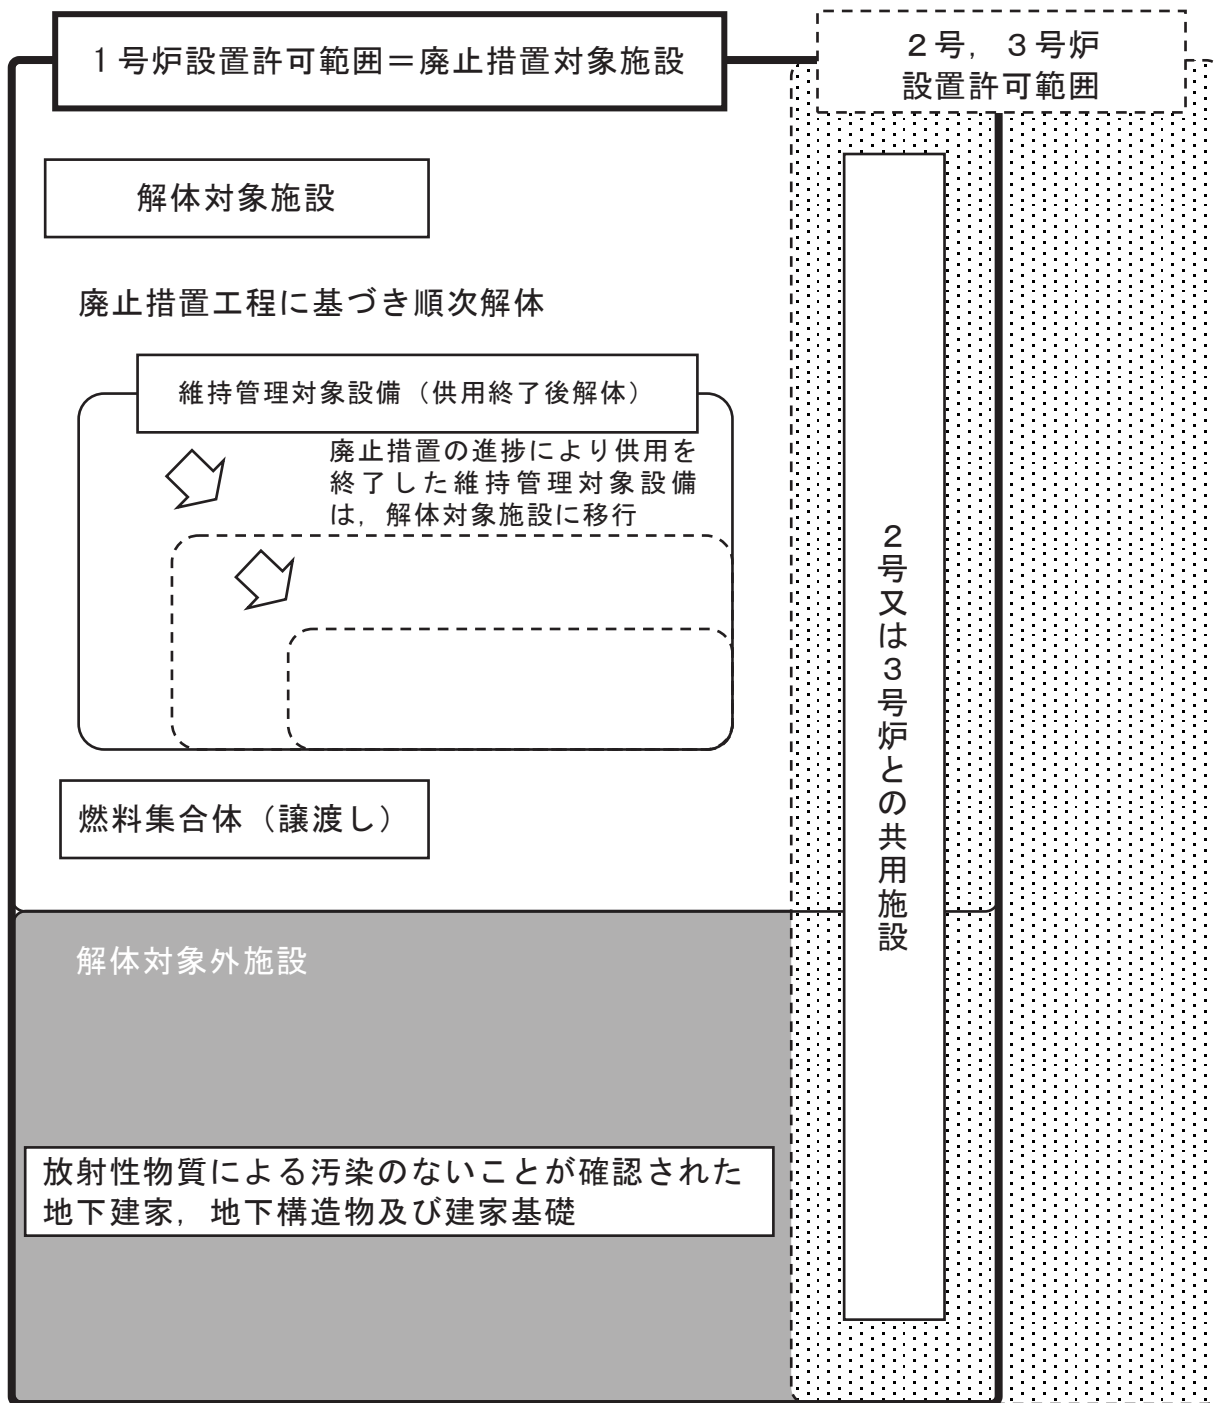 1号炉設置許可範囲＝廃止措置対象施設
２号，３号炉
設置許可範囲
解体対象施設
廃止措置工程に基づき順次解体
維持管理対象設備（供用終了後解体）
廃止措置の進捗により供用を
終了した維持管理対象設備
は，解体対象施設に移行
燃料集合体（譲渡し）
２号又は３号炉との共用施設
解体対象外施設
放射性物質による汚染のないことが確認された
地下建家，地下構造物及び建家基礎